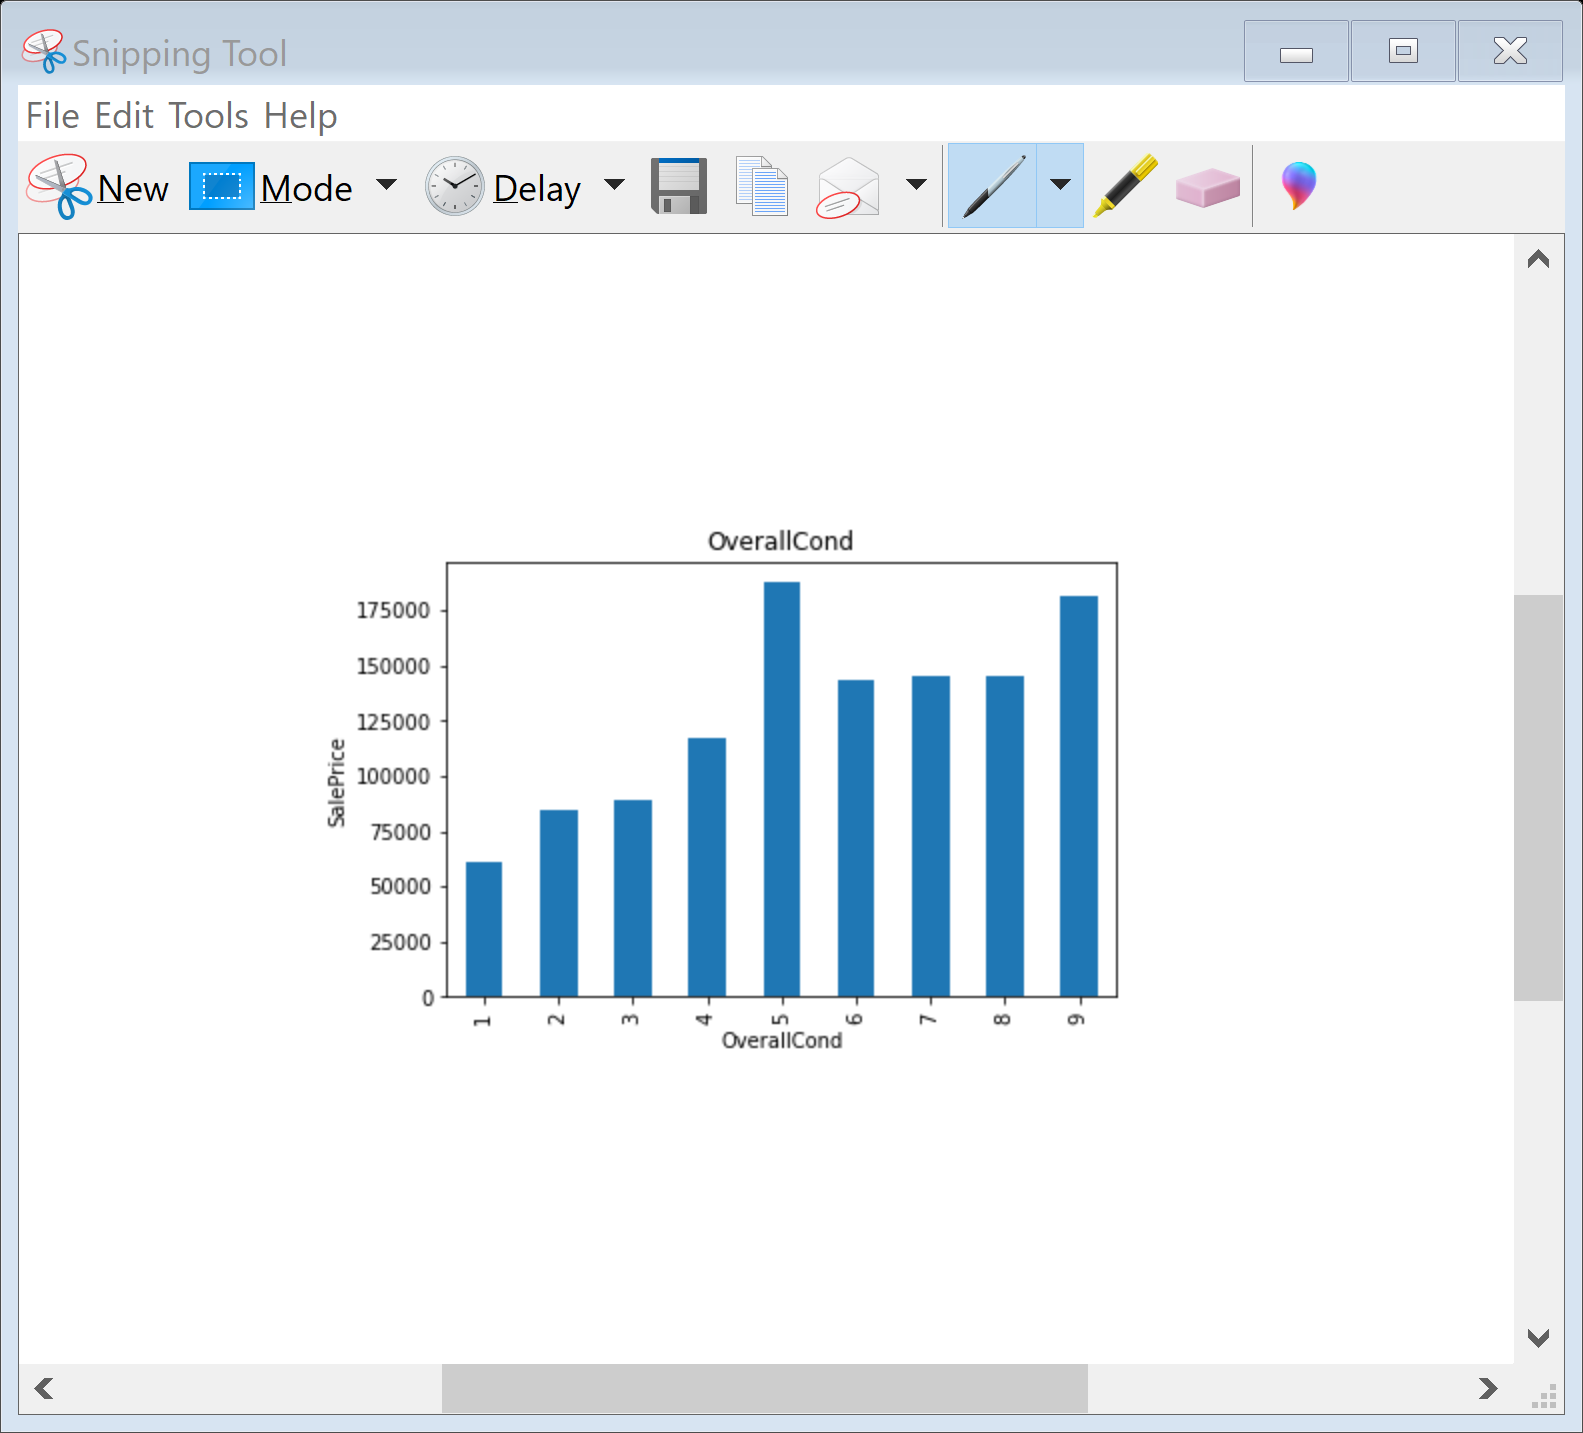 Snipping Tool
File Edit Tools Help
New Mode Delay
OverallCond
175000
150000
125000
100000
75000
50000
25000
0
SalePrice
1 2 3 4 5 6 7 8 9
OverallCond